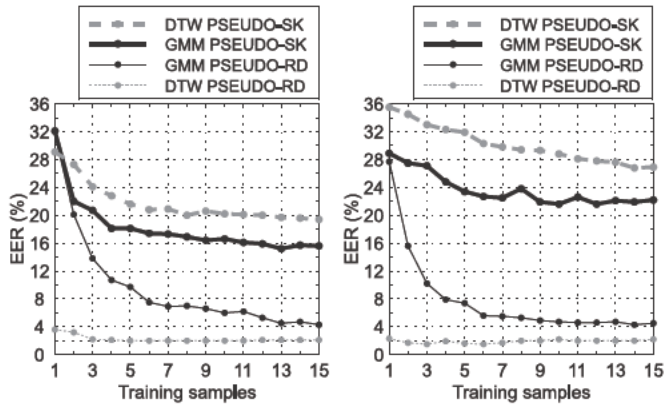 DTW PSEUDO-SK
GMM PSEUDO-SK
GMM PSEUDO-RD
DTW PSEUDO-RD
36
32
28
24
20
16
12
8
4
0
EER (%)
1 3 5 7 9 11 13 15
Training samples
DTW PSEUDO-SK
GMM PSEUDO-SK
GMM PSEUDO-RD
DTW PSEUDO-RD
36
32
28
24
20
16
12
8
4
0
EER (%)
1 3 5 7 9 11 13 15
Training samples